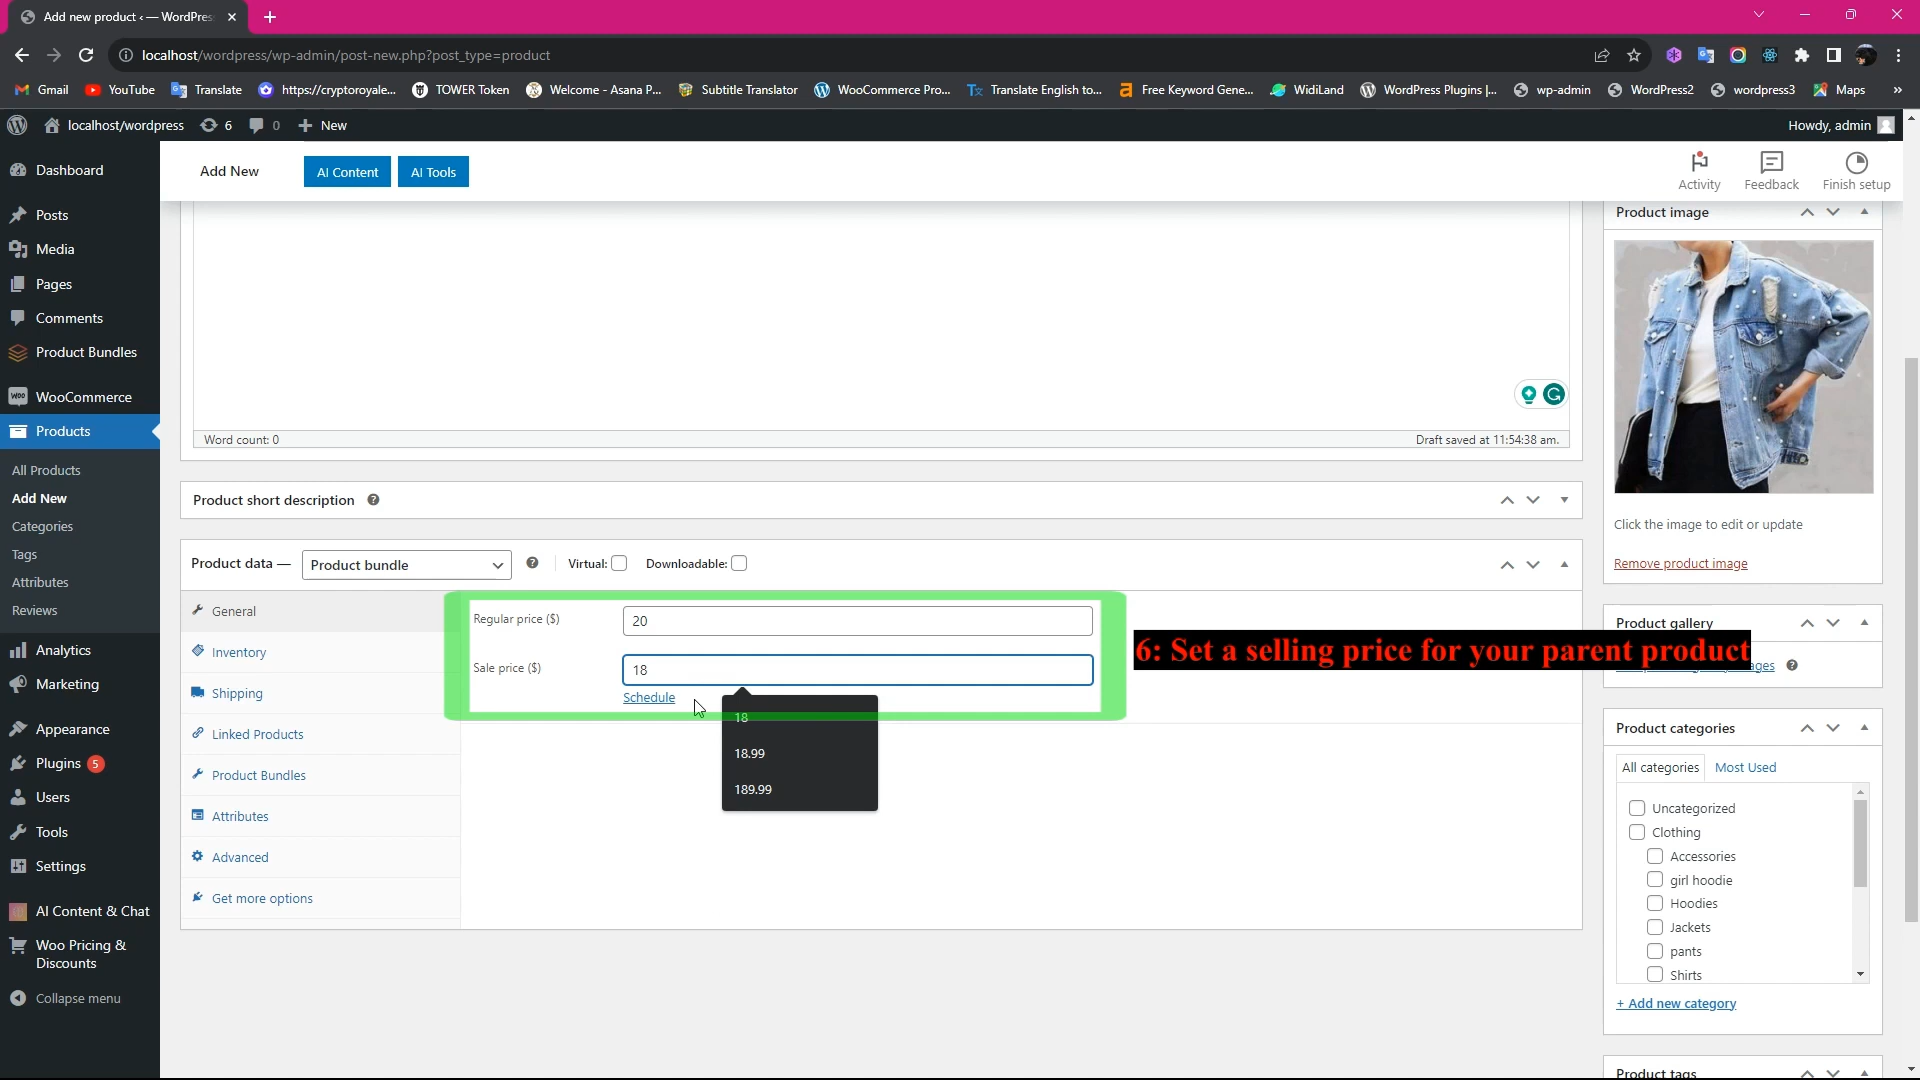 Add new product ‹ — WordPres
localhost/wordpress/wp-admin/post-new.php?post_type=product
Gmail YouTube Translate https://cryptoroyale... TOWER Token Welcome - Asana P... Subtitle Translator WooCommerce Pro... Translate English to... Free Keyword Gene... WidiLand WordPress Plugins |... wp-admin WordPress2 wordpress3 Maps »
localhost/wordpress 6 0 New Howdy, admin
Dashboard
Posts
Media
Pages
Comments
Product Bundles
WooCommerce
Products
All Products
Add New
Categories
Tags
Attributes
Reviews
Analytics
Marketing
Appearance
Plugins 5
Users
Tools
Settings
AI Content & Chat
Woo Pricing &
Discounts
Collapse menu
Add New AI Content AI Tools
Activity Feedback Finish setup
Word count: 0 Draft saved at 11:54:38 am.
Product short description
Product data — Product bundle Virtual: Downloadable:
General
Inventory
Shipping
Linked Products
Product Bundles
Attributes
Advanced
Get more options
Regular price ($) 20
Sale price ($) 18
Schedule
18
18.99
189.99
6: Set a selling price for your parent product
Product image
Click the image to edit or update
Remove product image
Product gallery
ages
Product categories
All categories Most Used
Uncategorized
Clothing
Accessories
girl hoodie
Hoodies
Jackets
pants
Shirts
+ Add new category
Product tags